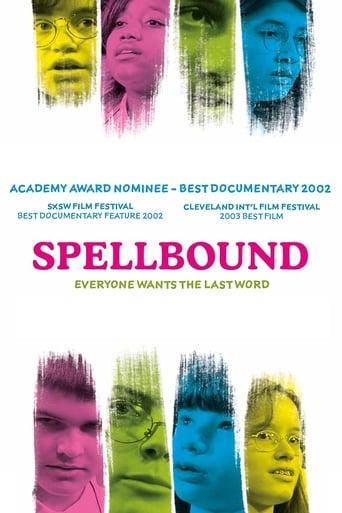 ACADEMY AWARD NOMINEE - BEST DOCUMENTARY 2002
SXSW FILM FESTIVAL
BEST DOCUMENTARY FEATURE 2002
CLEVELAND INT'L FILM FESTIVAL
2003 BEST FILM
SPELLBOUND
EVERYONE WANTS THE LAST WORD